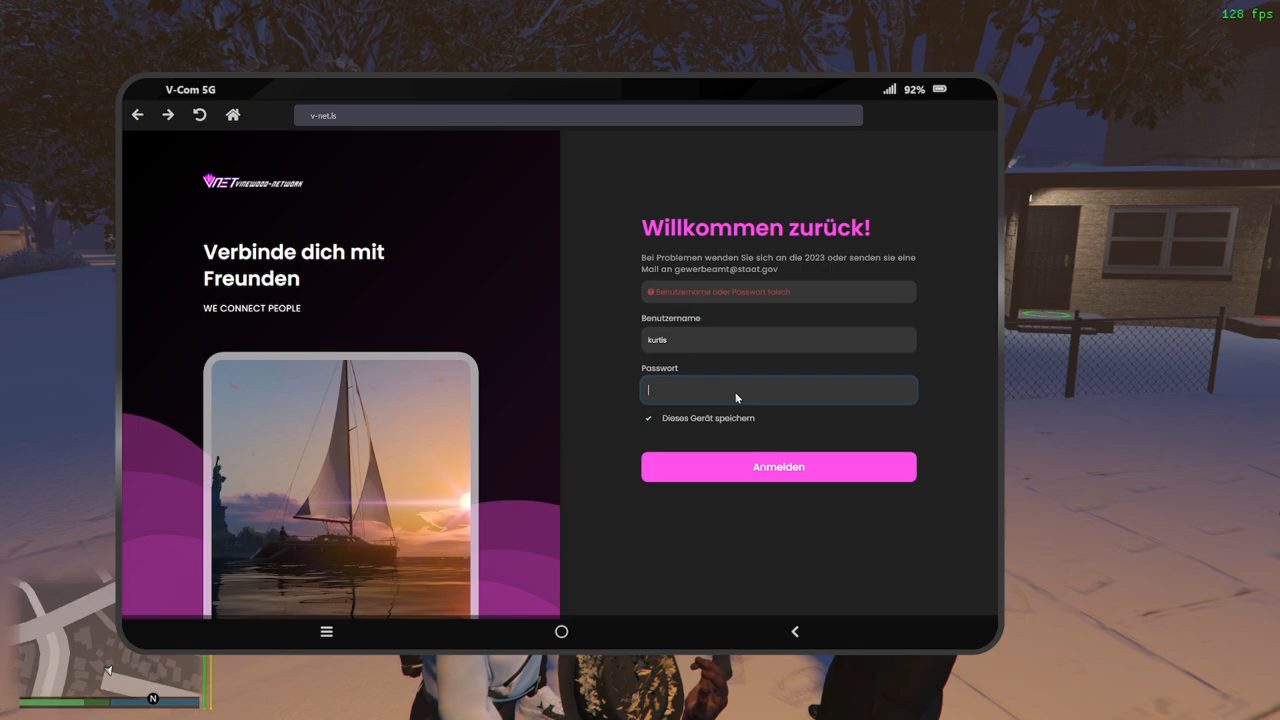 128 fps
V-Com 5G
92%
v-net.ls
VNET VINEWOOD-NETWORK
Verbinde dich mit
Freunden
WE CONNECT PEOPLE
Willkommen zurück!
Bei Problemen wenden Sie sich an die 2023 oder senden sie eine
Mail an gewerbeamt@staat.gov
Benutzername oder Passwort falsch
Benutzername
kurtis
Passwort
Dieses Gerät speichern
Anmelden
N